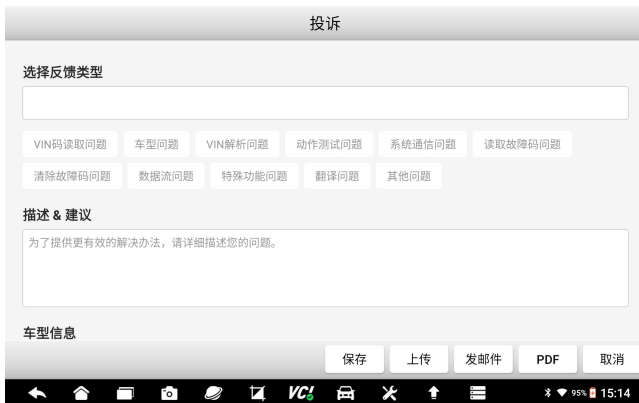 投诉
选择反馈类型
VIN码读取问题 车型问题 VIN解析问题 动作测试问题 系统通信问题 读取故障码问题
清除故障码问题 数据流问题 特殊功能问题 翻译问题 其他问题
描述 & 建议
为了提供更有效的解决办法，请详细描述您的问题。
车型信息
保存 上传 发邮件 PDF 取消
VC! 95% 15:14